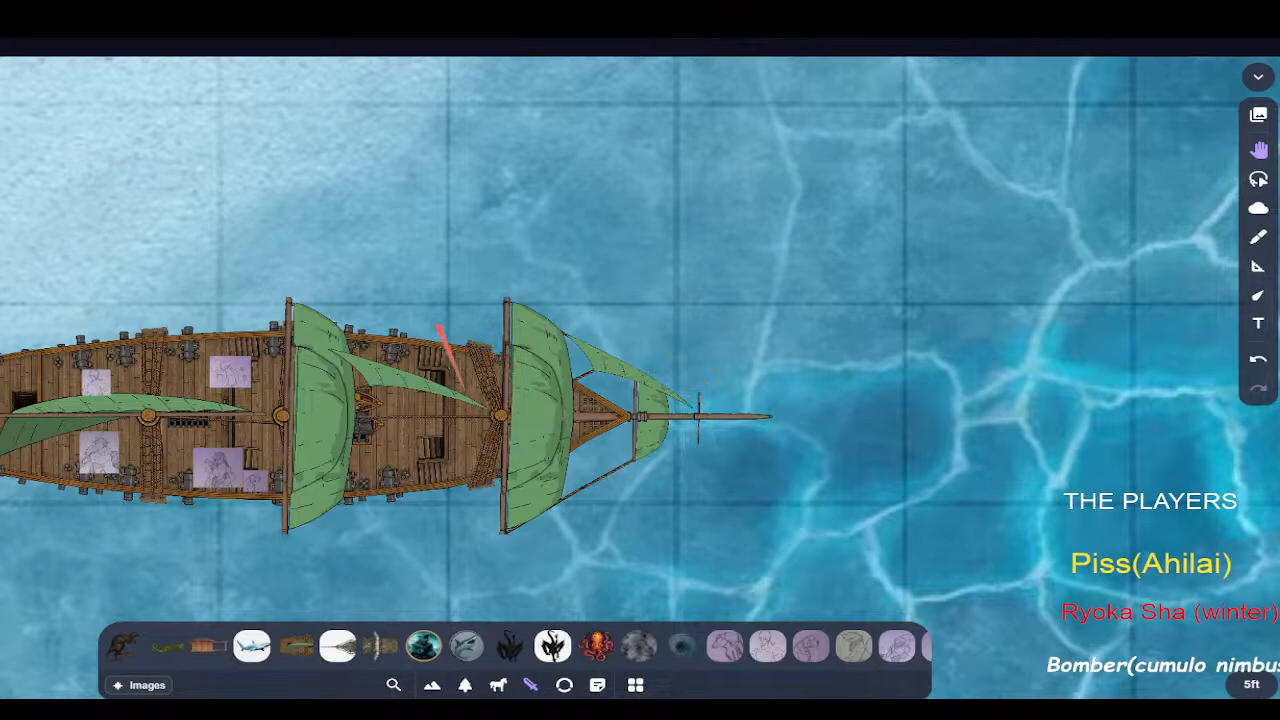 THE PLAYERS
Piss(Ahilai)
Ryoka Sha (winter)
Bomber(cumulo nimbus
Images
5ft